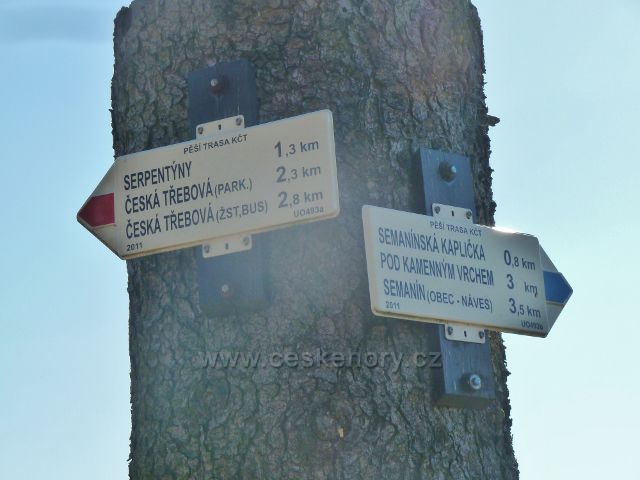 PĚŠÍ TRASA KČT
SERPENTÝNY 1,3 km
ČESKÁ TŘEBOVÁ (PARK.) 2,3 km
ČESKÁ TŘEBOVÁ (ŽST,BUS) 2,8 km
2011 UO493a
PĚŠÍ TRASA KČT
SEMANÍNSKÁ KAPLIČKA 0,8 km
POD KAMENNÝM VRCHEM 3 km
SEMANÍN (OBEC - NÁVES) 3,5 km
2011 UO493a
www.ceskehory.cz